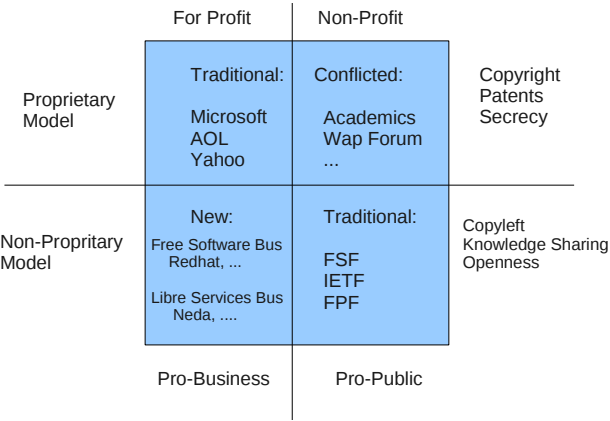 For Profit
Non-Profit
Proprietary
Model
Traditional:
Microsoft
AOL
Yahoo
Conflicted:
Academics
Wap Forum
...
Copyright
Patents
Secrecy
Non-Propritary
Model
New:
Free Software Bus
Redhat, ...
Libre Services Bus
Neda, ....
Traditional:
FSF
IETF
FPF
Copyleft
Knowledge Sharing
Openness
Pro-Business
Pro-Public